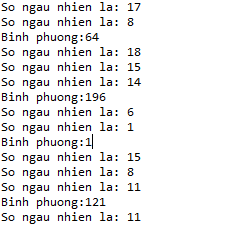 So ngau nhien la: 17
So ngau nhien la: 8
Binh phuong:64
So ngau nhien la: 18
So ngau nhien la: 15
So ngau nhien la: 14
Binh phuong:196
So ngau nhien la: 6
So ngau nhien la: 1
Binh phuong:1
So ngau nhien la: 15
So ngau nhien la: 8
So ngau nhien la: 11
Binh phuong:121
So ngau nhien la: 11